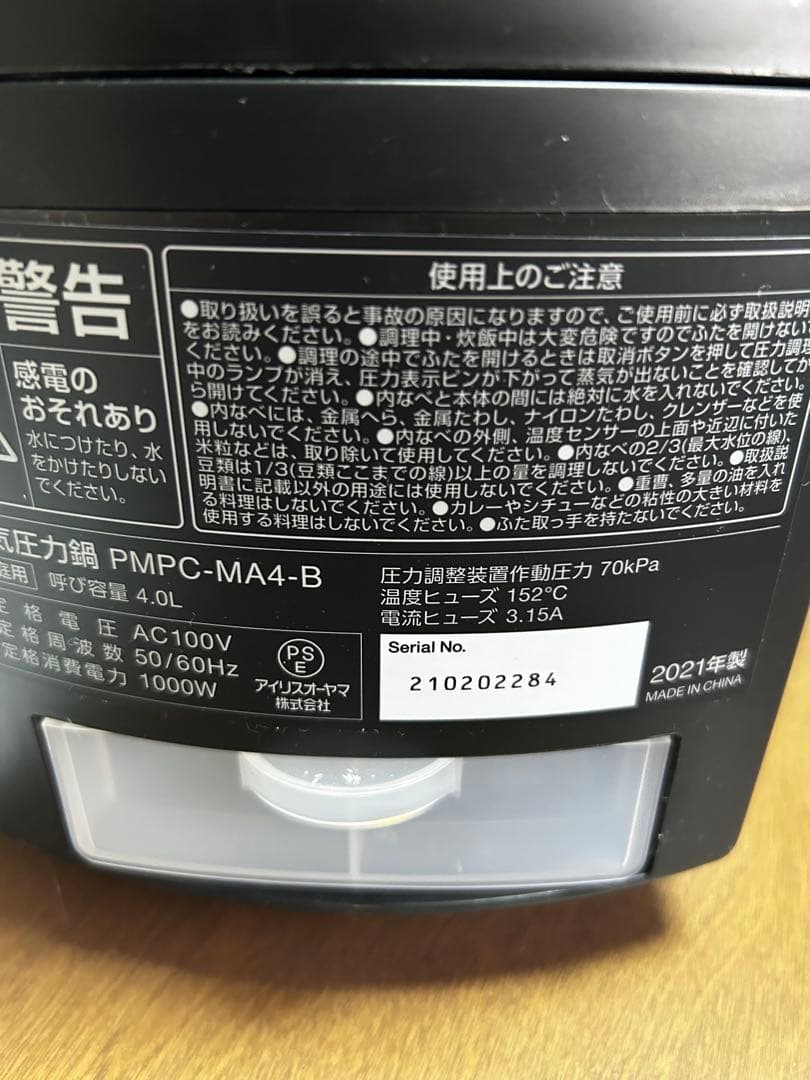 警告
感電の
おそれあり
水につけたり、水
をかけたりしない
でください。
使用上のご注意
●取り扱いを誤ると事故の原因になりますので、ご使用前に必ず取扱説明
をお読みください。●調理中・炊飯中は大変危険ですのでふたを開けない
ください。●調理の途中でふたを開けるときは取消ボタンを押して圧力調理
中のランプが消え、圧力表示ピンが下がって蒸気が出ないことを確認してか
ら開けてください。●内なべと本体の間には絶対に水を入れないでください。
●内なべには、金属へら、金属たわし、ナイロンたわし、クレンザーなどを使
用しないでください。●内なべの外側、温度センサーの上面や近辺に付いた
米粒などは、取り除いて使用してください。●内なべの2/3(最大水位の線)、
豆類は1/3(豆類ここまでの線)以上の量を調理しないでください。●取扱説
明書に記載以外の用途には使用しないでください。●重曹、多量の油を入れ
る料理はしないでください。●カレーやシチューなどの粘性の大きい材料を
使用する料理はしないでください。●ふた取っ手を持たないでください。
気圧力鍋 PMPC-MA4-B
庭用 呼び容量 4.0L
定格電圧 AC100V
定格周波数 50/60Hz
定格消費電力 1000W
PS
E
アイリスオーヤマ
株式会社
圧力調整装置作動圧力 70kPa
温度ヒューズ 152℃
電流ヒューズ 3.15A
Serial No.
210202284
2021年製
MADE IN CHINA